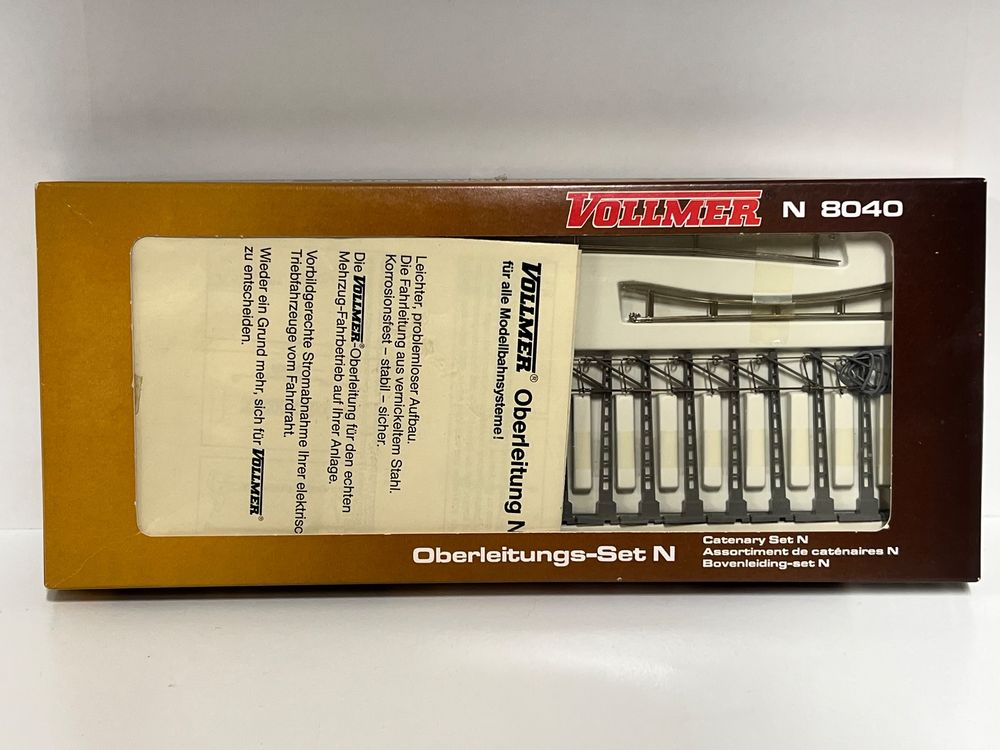 VOLLMER N 8040
VOLLMER® Oberleitung N
für alle Modellbahnsysteme!
Leichter, problemloser Aufbau.
Die Fahrleitung aus vernickeltem Stahl.
Korrosionsfest – stabil – sicher.
Die VOLLMER®-Oberleitung für den echten
Mehrzug-Fahrbetrieb auf Ihrer Anlage.
Vorbildgerechte Stromabnahme Ihrer elektrisc
Triebfahrzeuge vom Fahrdraht.
Wieder ein Grund mehr, sich für VOLLMER®
zu entscheiden.
Oberleitungs-Set N
Catenary Set N
Assortiment de caténaires N
Bovenleiding-set N